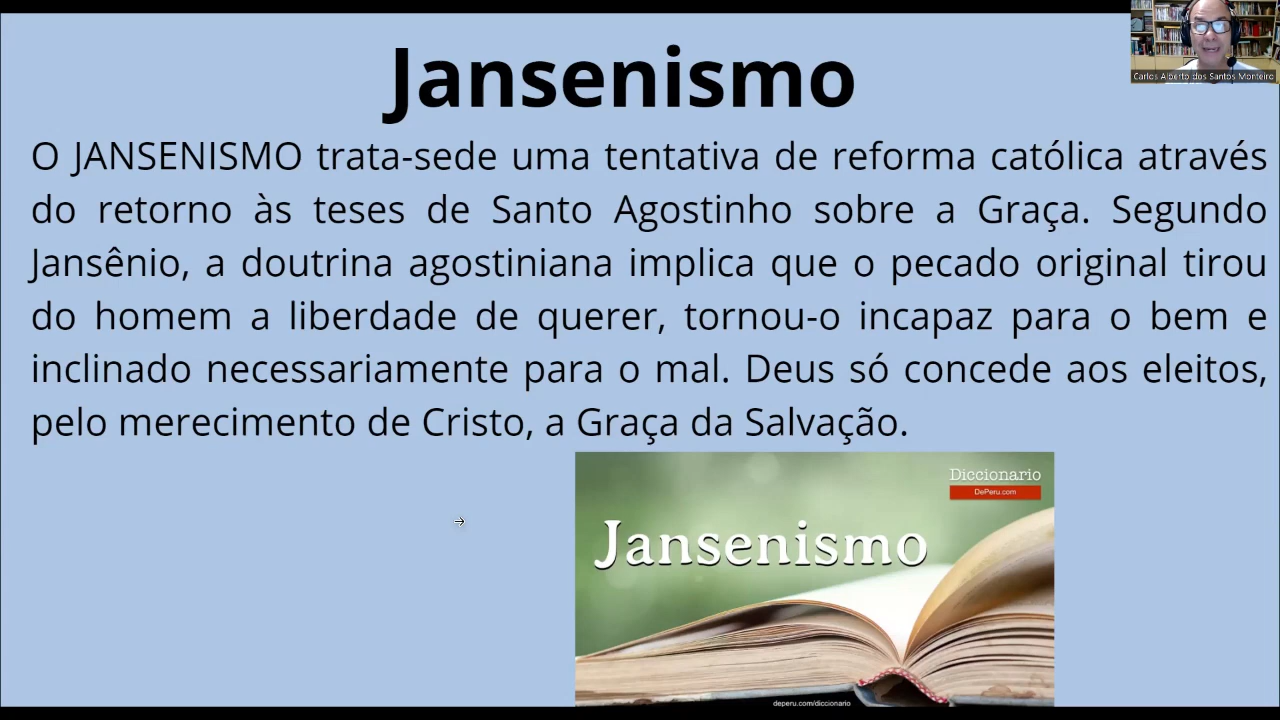 Jansenismo
Carlos Alberto dos Santos Monteiro
O JANSENISMO trata-sede uma tentativa de reforma católica através
do retorno às teses de Santo Agostinho sobre a Graça. Segundo
Jansênio, a doutrina agostiniana implica que o pecado original tirou
do homem a liberdade de querer, tornou-o incapaz para o bem e
inclinado necessariamente para o mal. Deus só concede aos eleitos,
pelo merecimento de Cristo, a Graça da Salvação.
Diccionario
DePeru.com
Jansenismo
deperu.com/diccionario